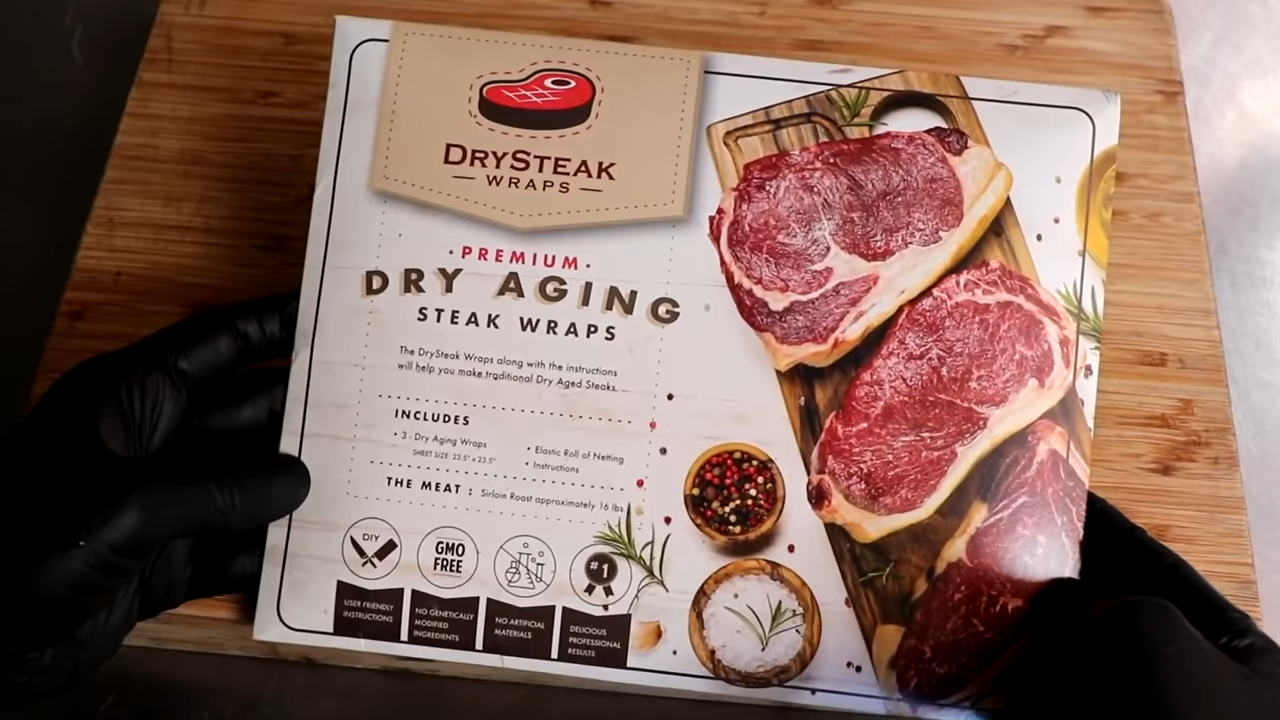 DRYSTEAK
WRAPS
·PREMIUM·
DRY AGING
STEAK WRAPS
The DrySteak Wraps along with the instructions
will help you make traditional Dry Aged Steaks.
INCLUDES
• 3 - Dry Aging Wraps
SHEET SIZE: 23.5" x 23.5"
• Elastic Roll of Netting
• Instructions
THE MEAT : Sirloin Roast approximately 16 lbs.
DIY
GMO
FREE
#1
USER FRIENDLY
INSTRUCTIONS
NO GENETICALLY
MODIFIED
INGREDIENTS
NO ARTIFICIAL
MATERIALS
DELICIOUS
PROFESSIONAL
RESULTS